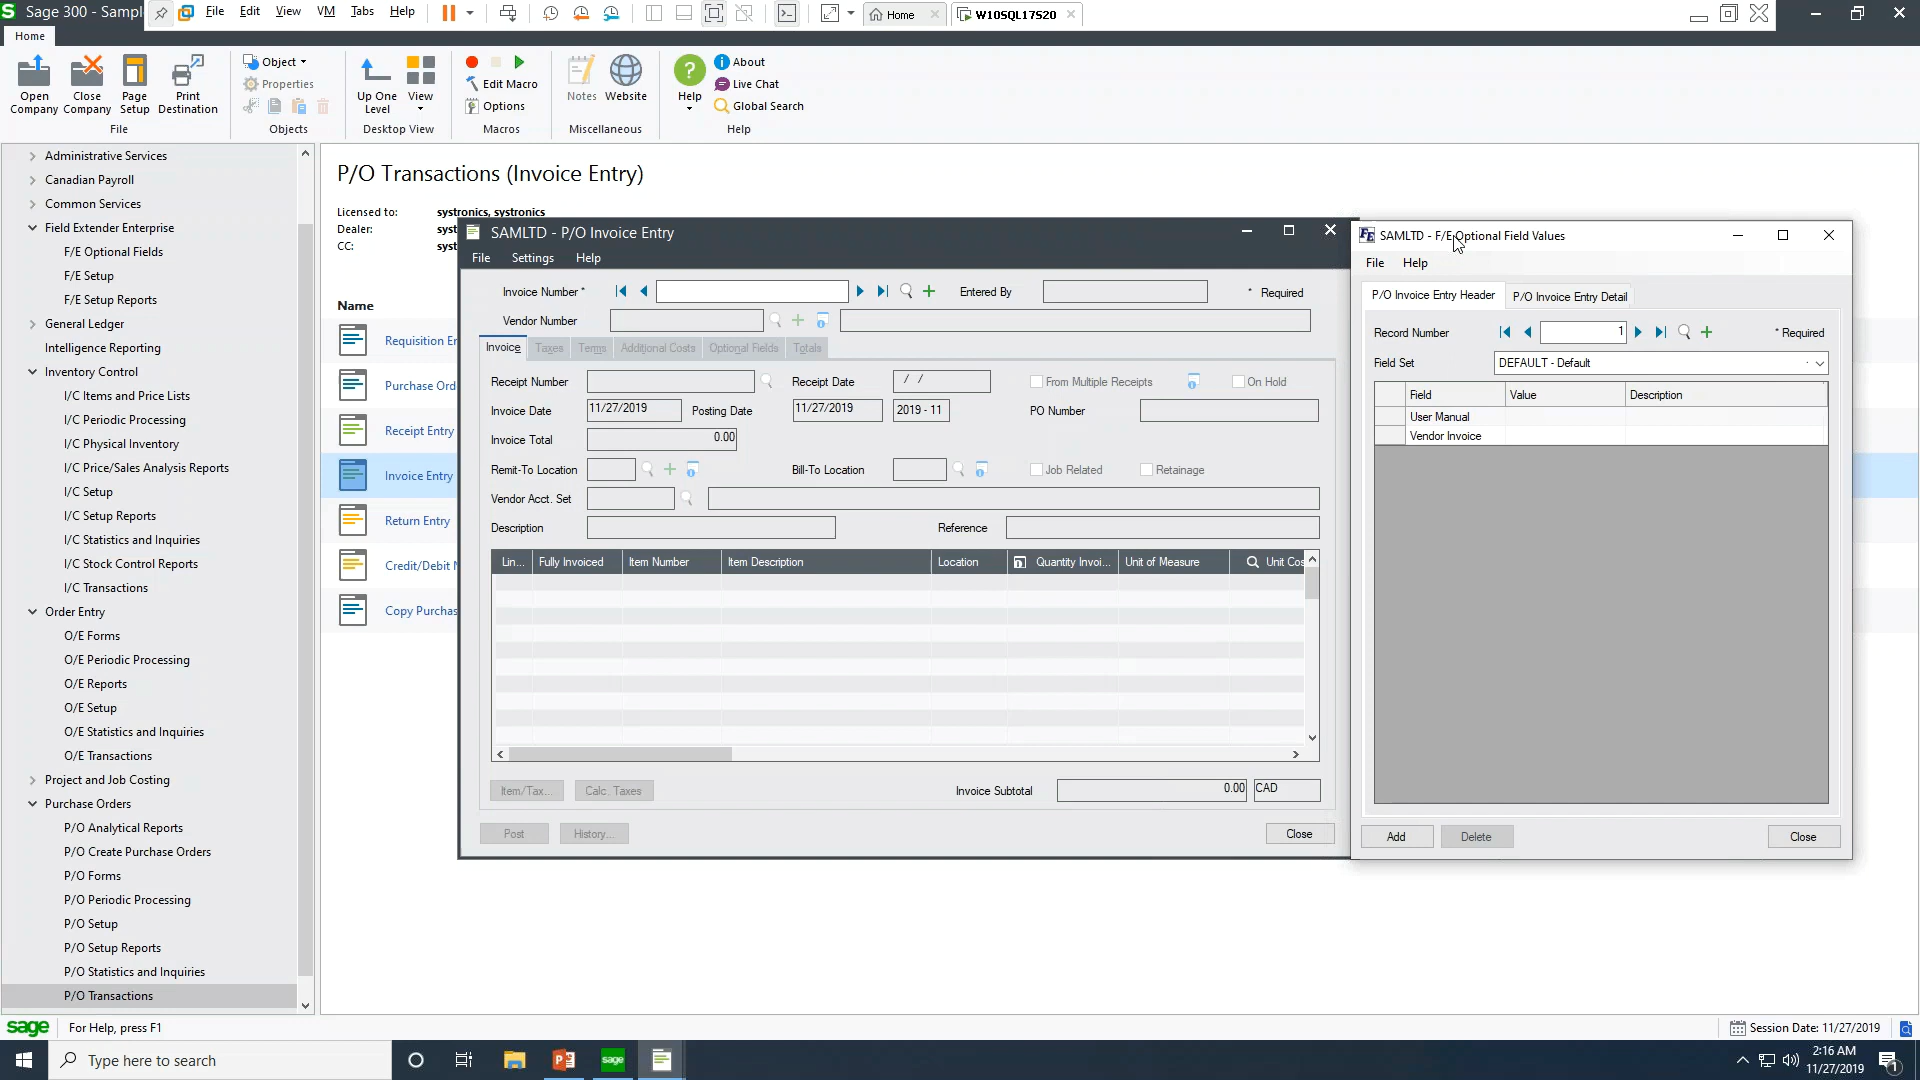 Sage 300 - Sampl
File Edit View VM Tabs Help
Home
W10SQL17S20
Home
Open Company
Close Company
Page Setup
Print Destination
File
Object
Properties
Objects
Up One Level
View
Desktop View
Edit Macro
Options
Macros
Notes
Website
Miscellaneous
Help
About
Live Chat
Global Search
Help
Administrative Services
Canadian Payroll
Common Services
Field Extender Enterprise
F/E Optional Fields
F/E Setup
F/E Setup Reports
General Ledger
Intelligence Reporting
Inventory Control
I/C Items and Price Lists
I/C Periodic Processing
I/C Physical Inventory
I/C Price/Sales Analysis Reports
I/C Setup
I/C Setup Reports
I/C Statistics and Inquiries
I/C Stock Control Reports
I/C Transactions
Order Entry
O/E Forms
O/E Periodic Processing
O/E Reports
O/E Setup
O/E Statistics and Inquiries
O/E Transactions
Project and Job Costing
Purchase Orders
P/O Analytical Reports
P/O Create Purchase Orders
P/O Forms
P/O Periodic Processing
P/O Setup
P/O Setup Reports
P/O Statistics and Inquiries
P/O Transactions
P/O Transactions (Invoice Entry)
Licensed to: systronics, systronics
Dealer: syst
CC: syst
Name
Requisition En
Purchase Ord
Receipt Entry
Invoice Entry
Return Entry
Credit/Debit N
Copy Purchas
SAMLTD - P/O Invoice Entry
File Settings Help
Invoice Number * Entered By * Required
Vendor Number
Invoice Taxes Terms Additional Costs Optional Fields Totals
Receipt Number Receipt Date / / From Multiple Receipts On Hold
Invoice Date 11/27/2019 Posting Date 11/27/2019 2019 - 11 PO Number
Invoice Total 0.00
Remit-To Location Bill-To Location Job Related Retainage
Vendor Acct. Set
Description Reference
Lin... Fully Invoiced Item Number Item Description Location Quantity Invoi... Unit of Measure Unit Cos
Item/Tax... Calc. Taxes Invoice Subtotal 0.00 CAD
Post History... Close
SAMLTD - F/E Optional Field Values
File Help
P/O Invoice Entry Header P/O Invoice Entry Detail
Record Number 1 * Required
Field Set DEFAULT - Default
Field Value Description
User Manual
Vendor Invoice
Add Delete Close
sage For Help, press F1 Session Date: 11/27/2019
Type here to search
sage
2:16 AM
11/27/2019
1